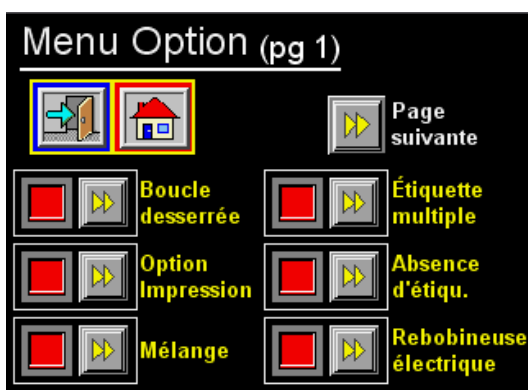 Menu Option (pg 1)
Page
suivante
Boucle
desserrée
Étiquette
multiple
Option
Impression
Absence
d'étiqu.
Mélange
Rebobineuse
électrique